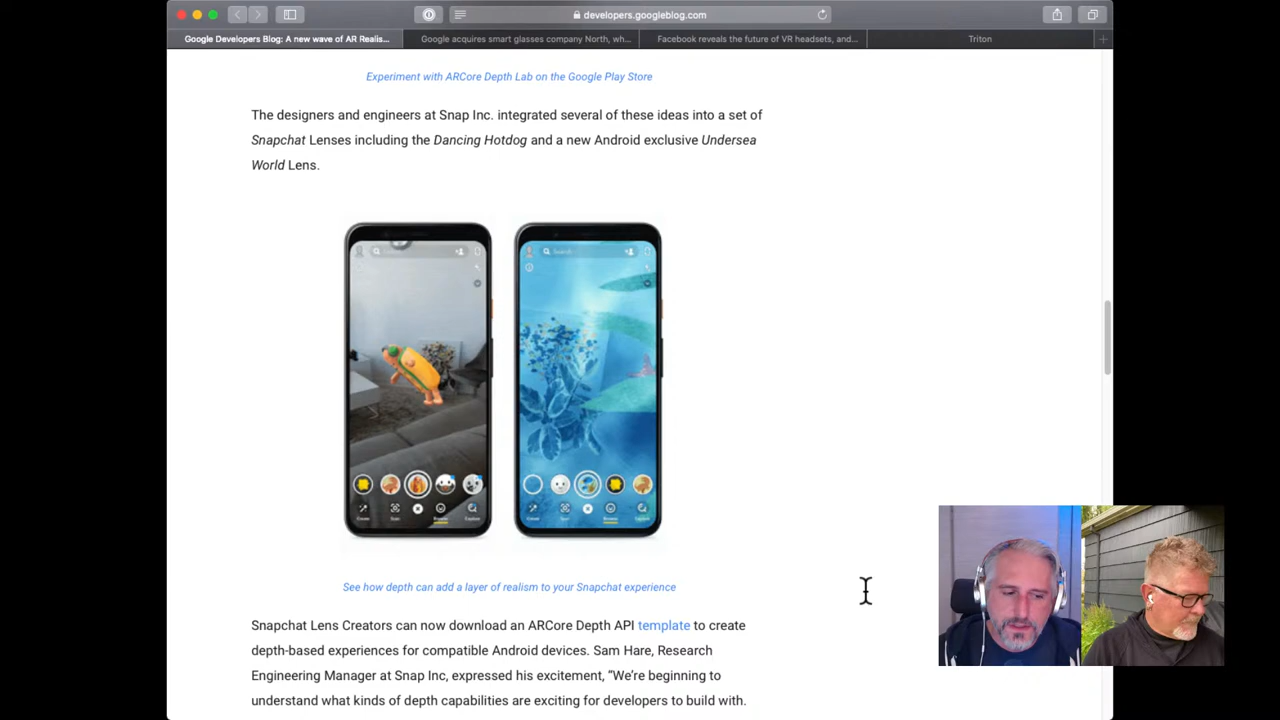 developers.googleblog.com
Google Developers Blog: A new wave of AR Realis...
Google acquires smart glasses company North, wh...
Facebook reveals the future of VR headsets, and...
Triton
Experiment with ARCore Depth Lab on the Google Play Store
The designers and engineers at Snap Inc. integrated several of these ideas into a set of
Snapchat Lenses including the Dancing Hotdog and a new Android exclusive Undersea
World Lens.
See how depth can add a layer of realism to your Snapchat experience
Snapchat Lens Creators can now download an ARCore Depth API template to create
depth-based experiences for compatible Android devices. Sam Hare, Research
Engineering Manager at Snap Inc, expressed his excitement, “We’re beginning to
understand what kinds of depth capabilities are exciting for developers to build with.